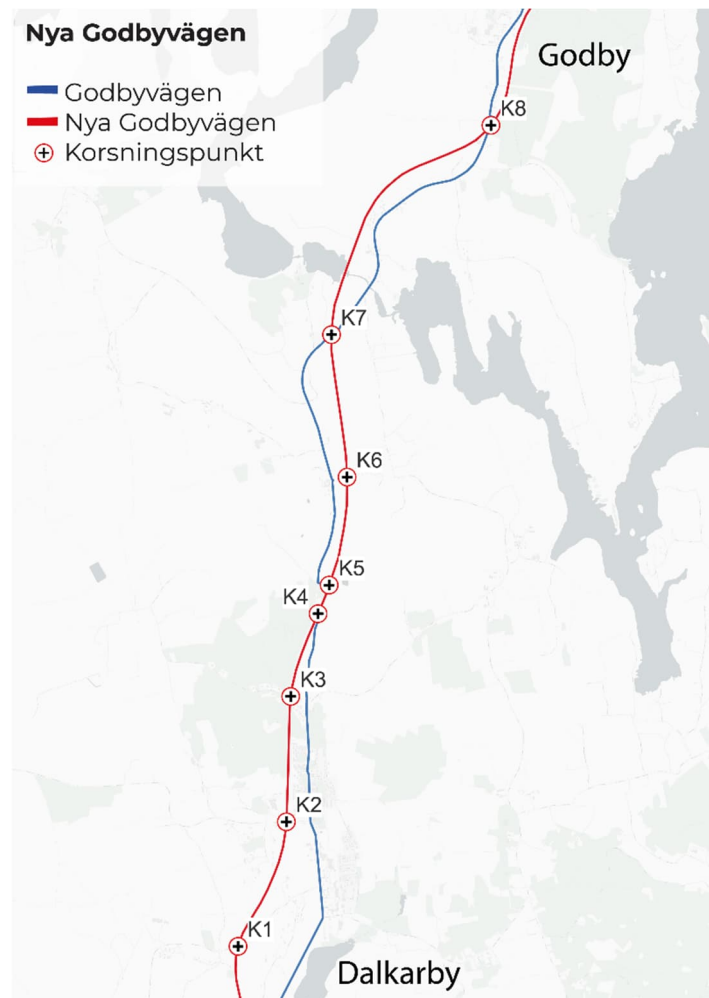 Nya Godbyvägen
Godbyvägen
Nya Godbyvägen
Korsningspunkt
Godby
K8
K7
K6
K5
K4
K3
K2
K1
Dalkarby